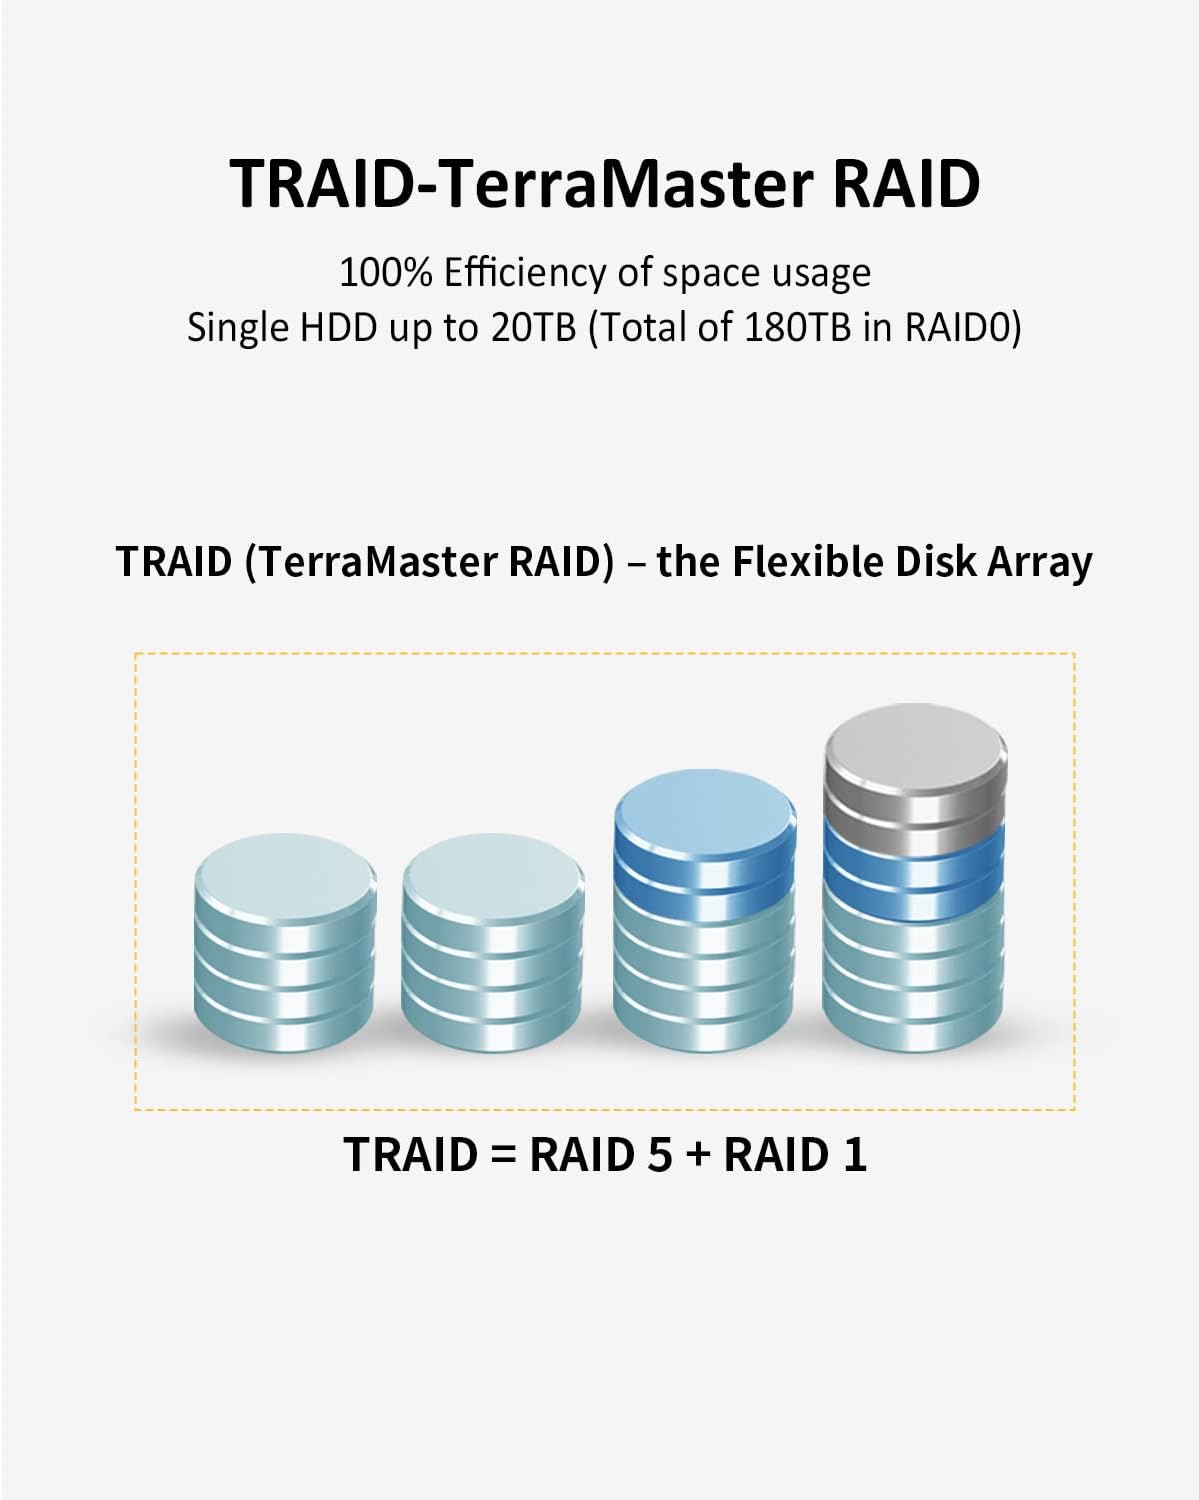 TRAID-TerraMaster RAID
100% Efficiency of space usage
Single HDD up to 20TB (Total of 180TB in RAID0)
TRAID (TerraMaster RAID) – the Flexible Disk Array
TRAID = RAID 5 + RAID 1